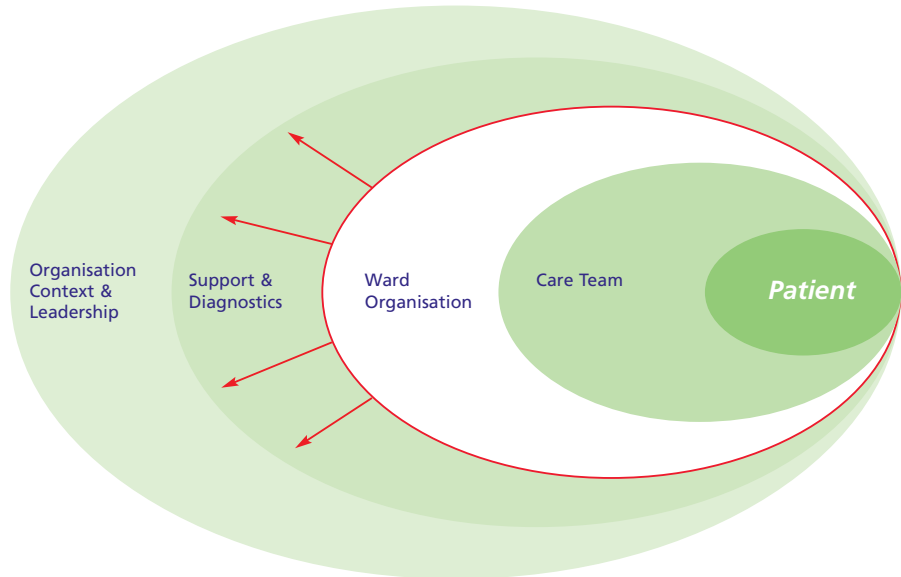 Organisation
Context &
Leadership
Support &
Diagnostics
Ward
Organisation
Care Team
Patient